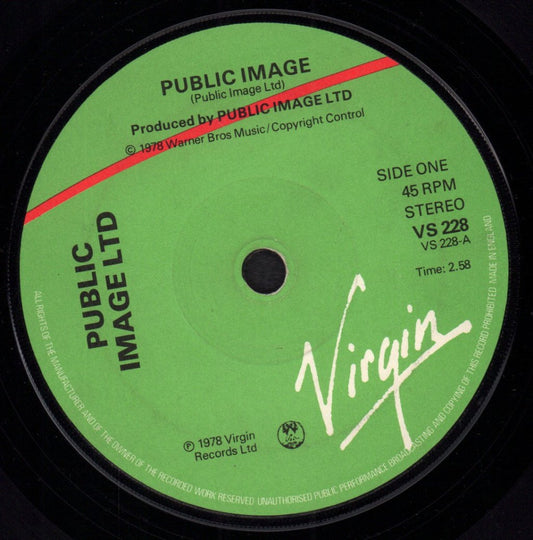 PUBLIC IMAGE
(Public Image Ltd)
Produced by PUBLIC IMAGE LTD
© 1978 Warner Bros Music/Copyright Control
SIDE ONE
45 RPM
STEREO
VS 228
VS 228-A
Time: 2.58
PUBLIC
IMAGE LTD
Virgin
℗ 1978 Virgin
Records Ltd
ALL RIGHTS OF THE MANUFACTURER AND OF THE OWNER OF THE RECORDED WORK RESERVED UNAUTHORISED PUBLIC PERFORMANCE BROADCASTING AND COPYING OF THIS RECORD PROHIBITED MADE IN ENGLAND